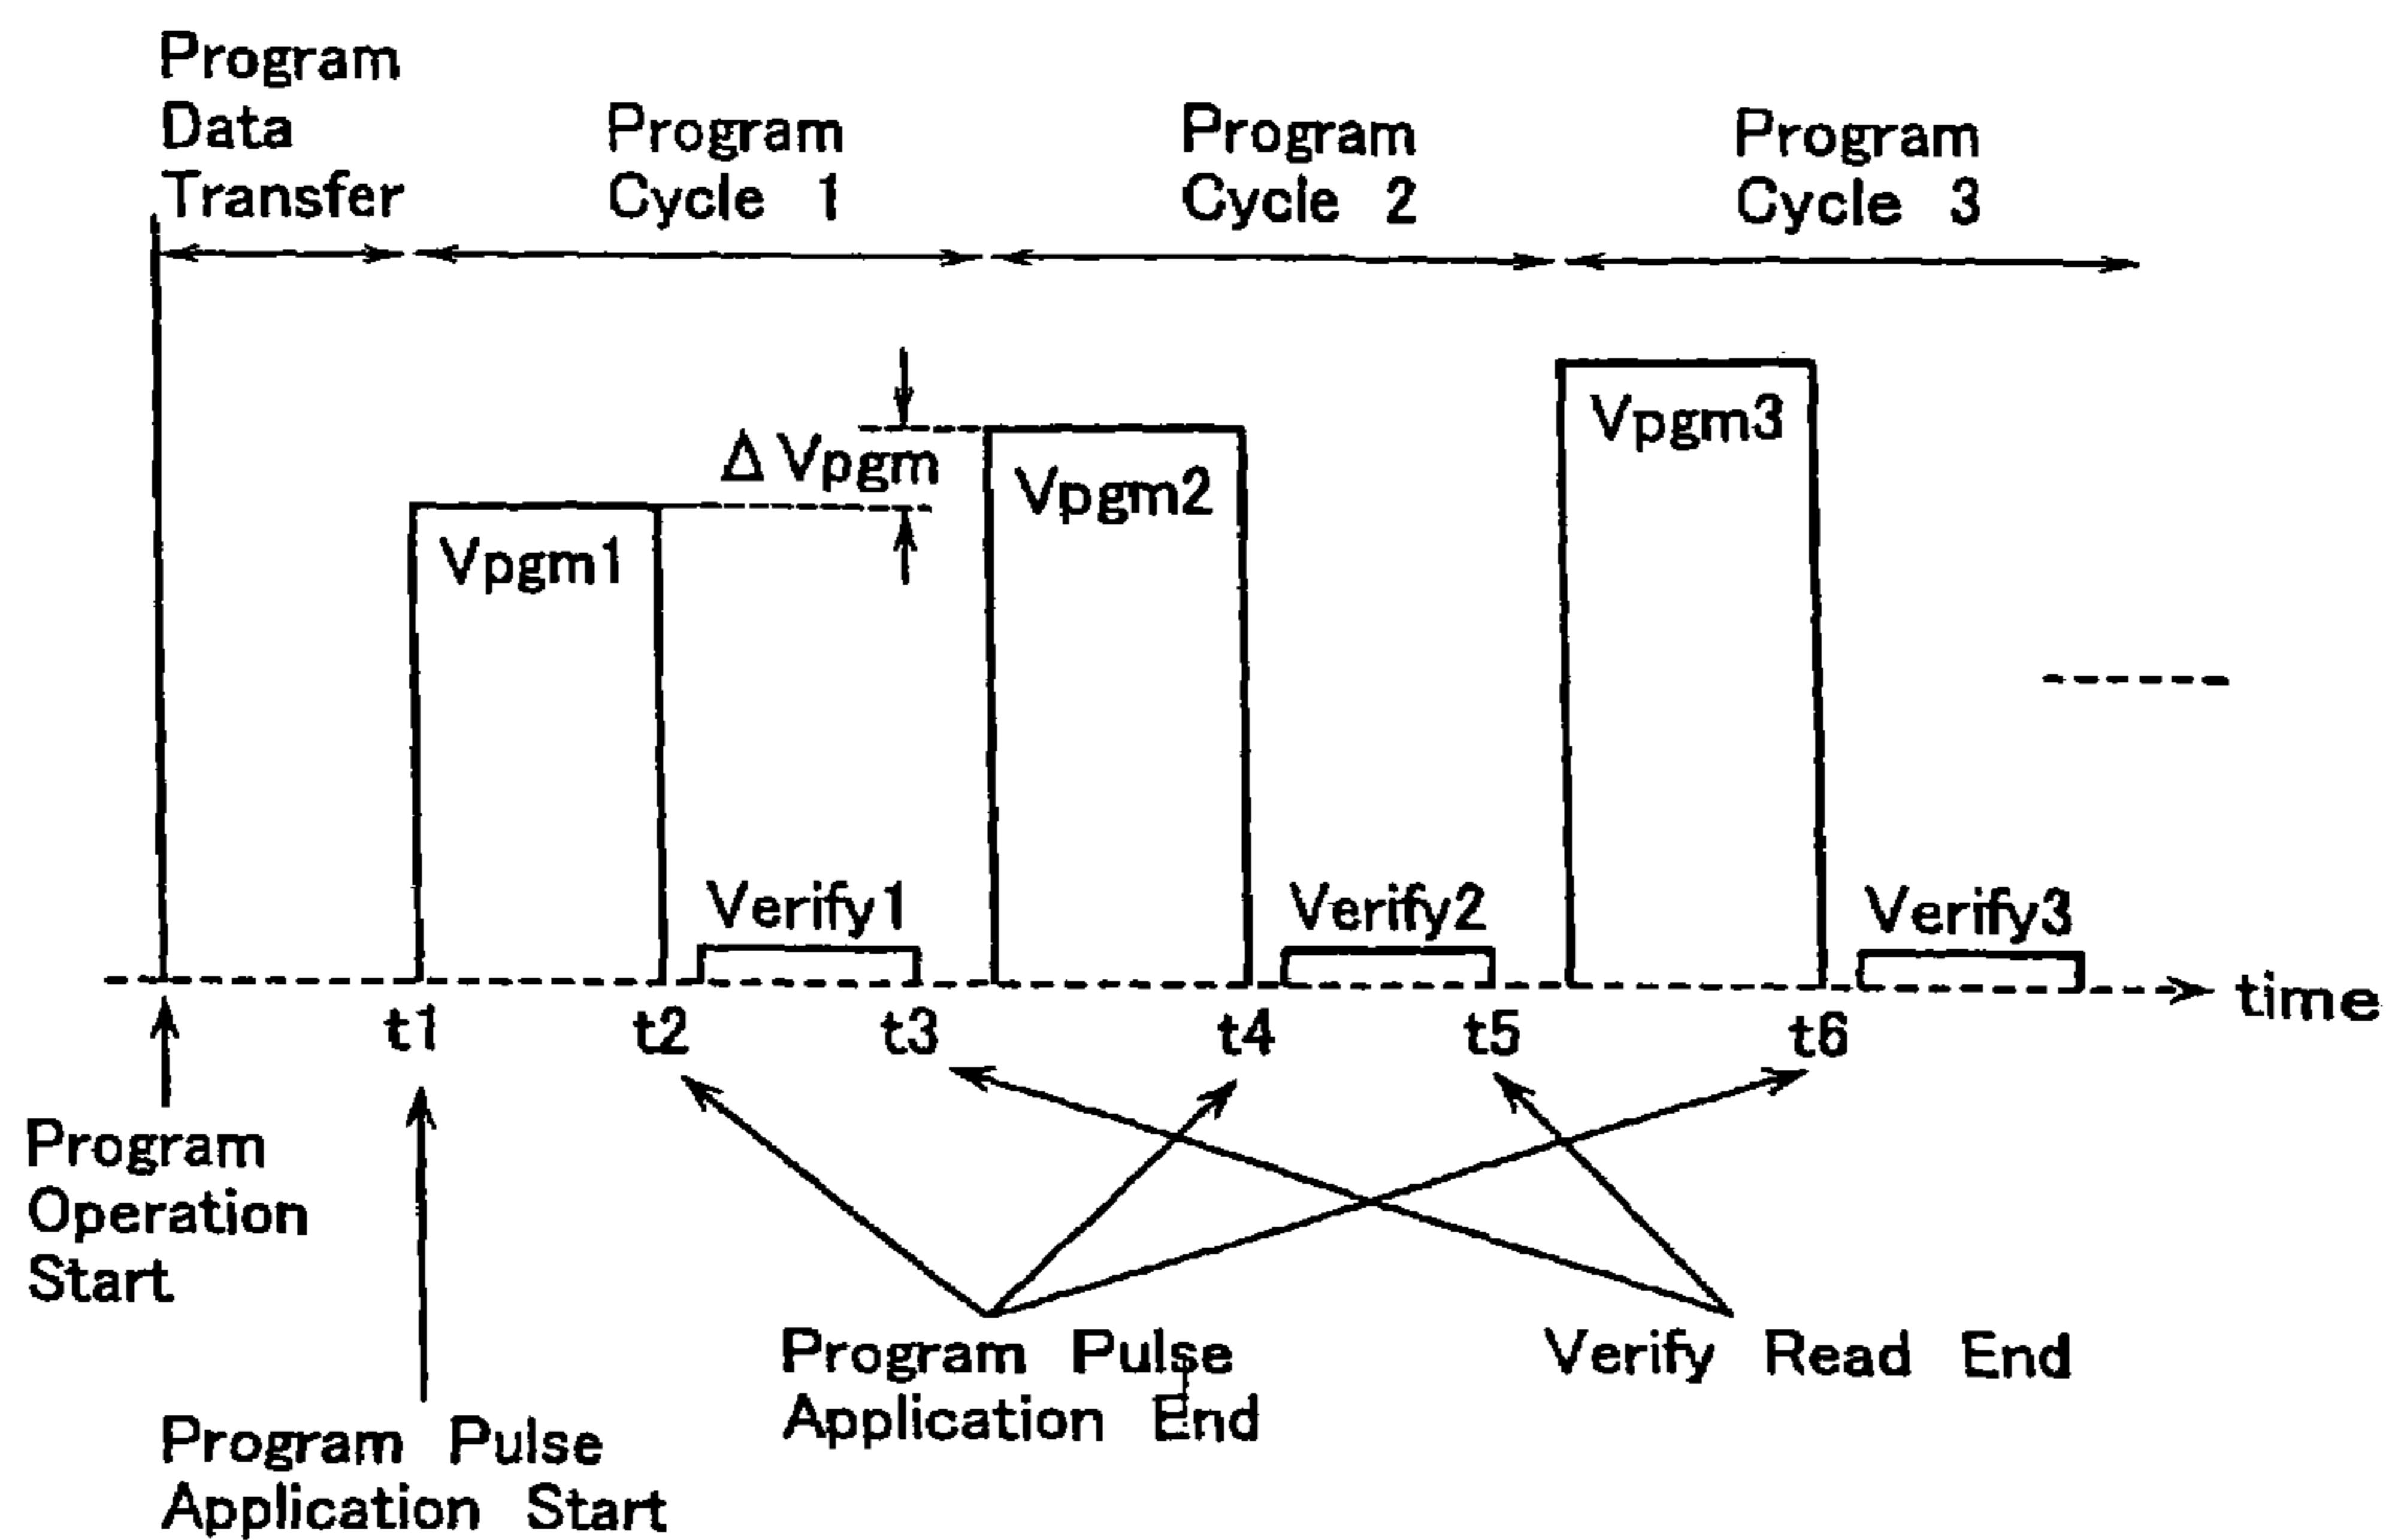 Program
Data
Transfer
Program
Cycle 1
Program
Cycle 2
Program
Cycle 3
Δ Vpgm
Vpgm1
Vpgm2
Vpgm3
Verify1
Verify2
Verify3
t1
t2
t3
t4
t5
t6
time
Program
Operation
Start
Program Pulse
Application Start
Program Pulse
Application End
Verify Read End